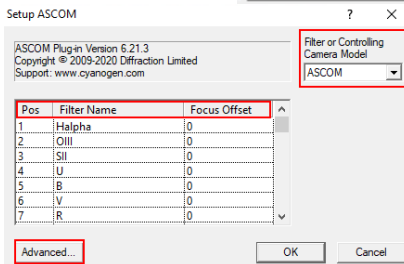 Setup ASCOM
ASCOM Plug-in Version 6.21.3
Copyright © 2009-2020 Diffraction Limited
Support: www.cyanogen.com
Filter or Controlling
Camera Model
ASCOM
Pos Filter Name Focus Offset
1 Halpha 0
2 OIII 0
3 SII 0
4 U 0
5 B 0
6 V 0
7 R 0
Advanced... OK Cancel